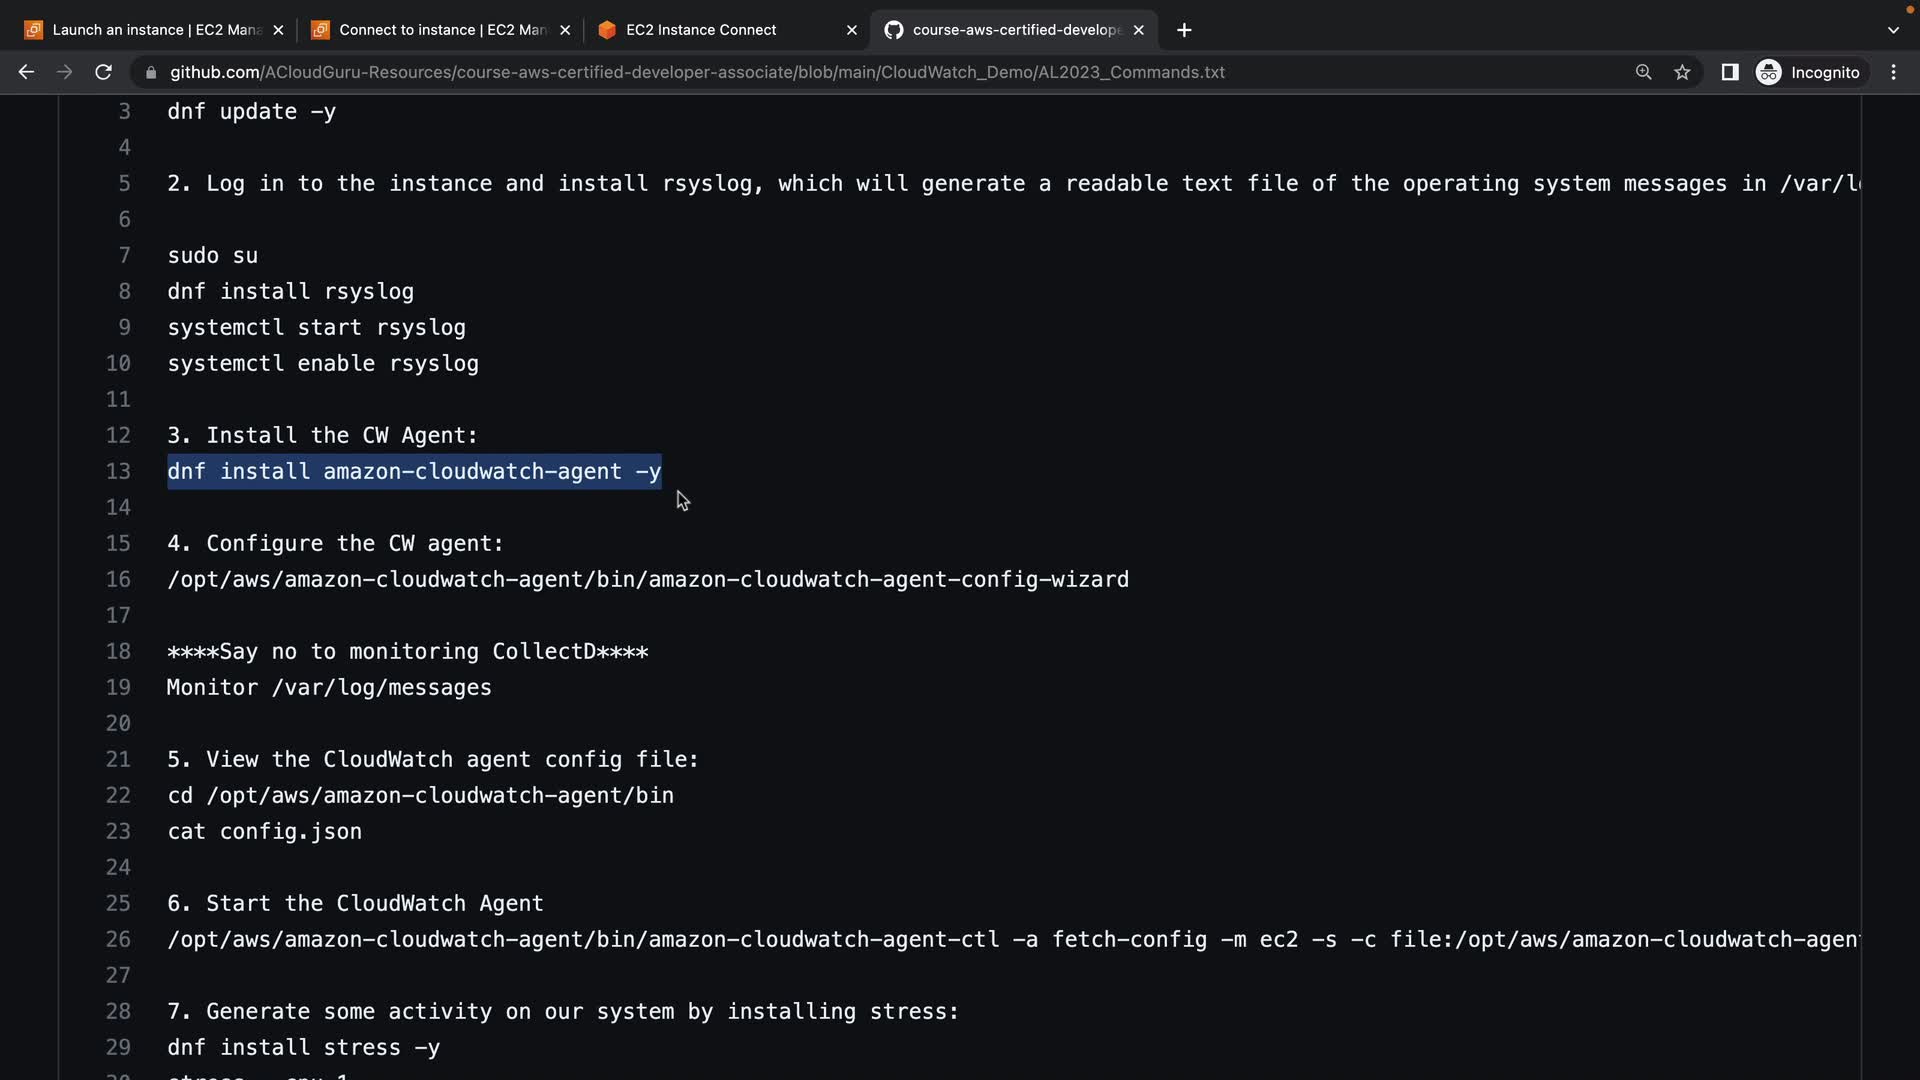 Launch an instance | EC2 Mana
Connect to instance | EC2 Man
EC2 Instance Connect
course-aws-certified-develope
github.com/ACloudGuru-Resources/course-aws-certified-developer-associate/blob/main/CloudWatch_Demo/AL2023_Commands.txt
Incognito
3 dnf update -y
4
5 2. Log in to the instance and install rsyslog, which will generate a readable text file of the operating system messages in /var/lo
6
7 sudo su
8 dnf install rsyslog
9 systemctl start rsyslog
10 systemctl enable rsyslog
11
12 3. Install the CW Agent:
13 dnf install amazon-cloudwatch-agent -y
14
15 4. Configure the CW agent:
16 /opt/aws/amazon-cloudwatch-agent/bin/amazon-cloudwatch-agent-config-wizard
17
18 ****Say no to monitoring CollectD****
19 Monitor /var/log/messages
20
21 5. View the CloudWatch agent config file:
22 cd /opt/aws/amazon-cloudwatch-agent/bin
23 cat config.json
24
25 6. Start the CloudWatch Agent
26 /opt/aws/amazon-cloudwatch-agent/bin/amazon-cloudwatch-agent-ctl -a fetch-config -m ec2 -s -c file:/opt/aws/amazon-cloudwatch-agent
27
28 7. Generate some activity on our system by installing stress:
29 dnf install stress -y